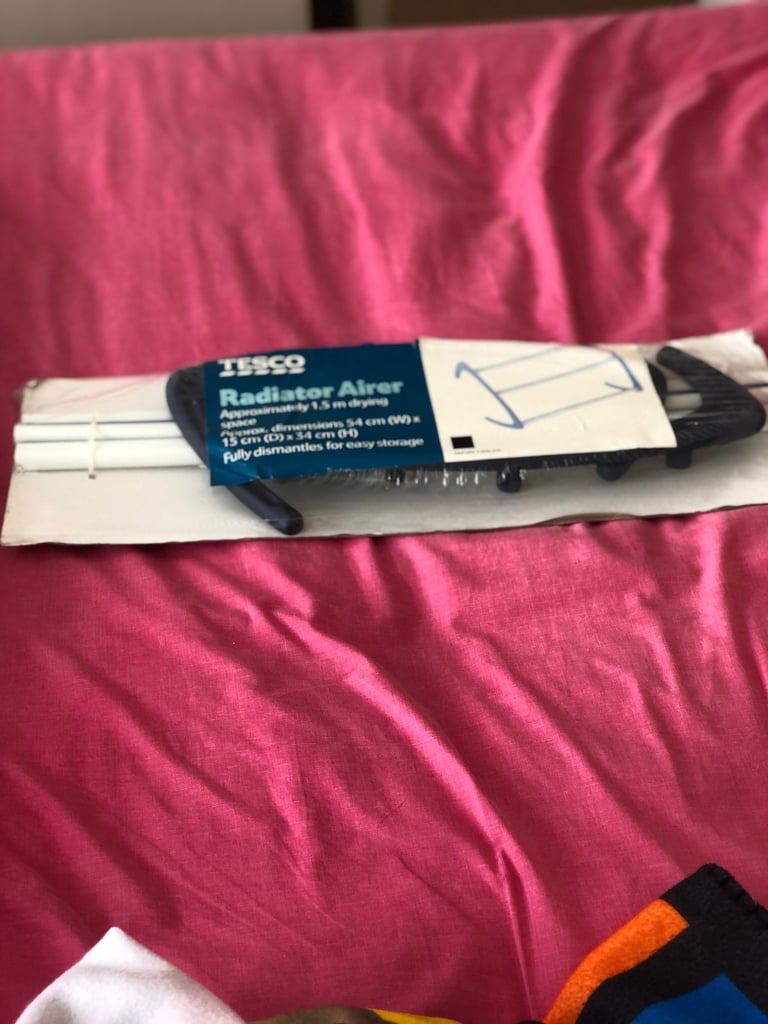 TESCO
Radiator Airer
Approximately 1.5 m drying
space
Approx. dimensions 54 cm (W) x
15 cm (D) x 34 cm (H)
Fully dismantles for easy storage